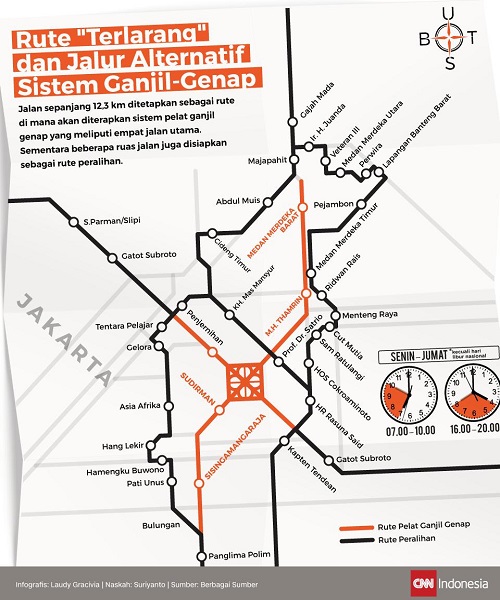 Rute "Terlarang"
dan Jalur Alternatif
Sistem Ganjil-Genap
Jalan sepanjang 12,3 km ditetapkan sebagai rute
di mana akan diterapkan sistem pelat ganjil
genap yang meliputi empat jalan utama.
Sementara beberapa ruas jalan juga disiapkan
sebagai rute peralihan.
U
B
T
S
Gajah Mada
Ir. H. Juanda
Veteran III
Medan Merdeka Utara
Perwira
Lapangan Banteng Barat
Majapahit
Abdul Muis
Pejambon
MEDAN MERDEKA
BARAT
Medan Merdeka Timur
S.Parman/Slipi
Cideng Timur
Gatot Subroto
Ridwan Rais
KH. Mas Mansyur
M.H. THAMRIN
Menteng Raya
JAKARTA
Tentara Pelajar
Penjernihan
Prof. Dr. Satrio
Cut Mutia
Sam Ratulangi
Gelora
SENIN - JUMAT *kecuali hari
libur nasional
07.00 - 10.00
16.00 - 20.00
HOS Cokroaminoto
SUDIRMAN
Asia Afrika
SISINGAMANGARAJA
HR Rasuna Said
Hang Lekir
Gatot Subroto
Hamengku Buwono
Kapten Tendean
Pati Unus
Bulungan
Panglima Polim
Rute Pelat Ganjil Genap
Rute Peralihan
Infografis: Laudy Gracivia | Naskah: Suriyanto | Sumber: Berbagai Sumber
CNN Indonesia